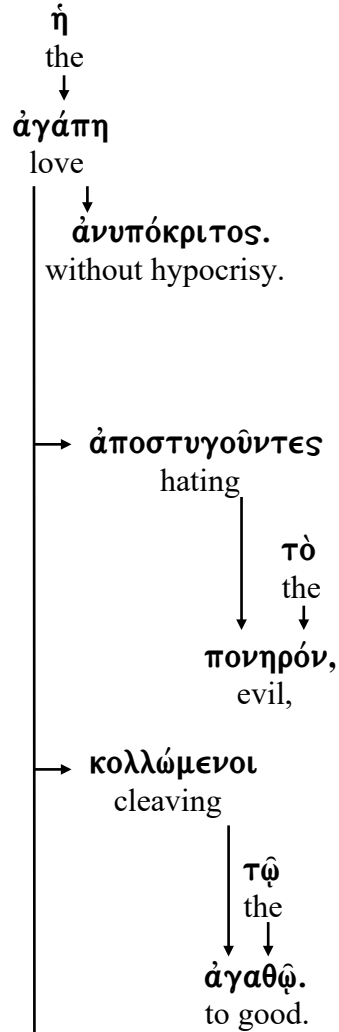 ἡ
the
ἀγάπη
love
ἀνυπόκριτος.
without hypocrisy.
ἀποστυγοῦντες
hating
τὸ
the
πονηρόν,
evil,
κολλώμενοι
cleaving
τῷ
the
ἀγαθῷ.
to good.